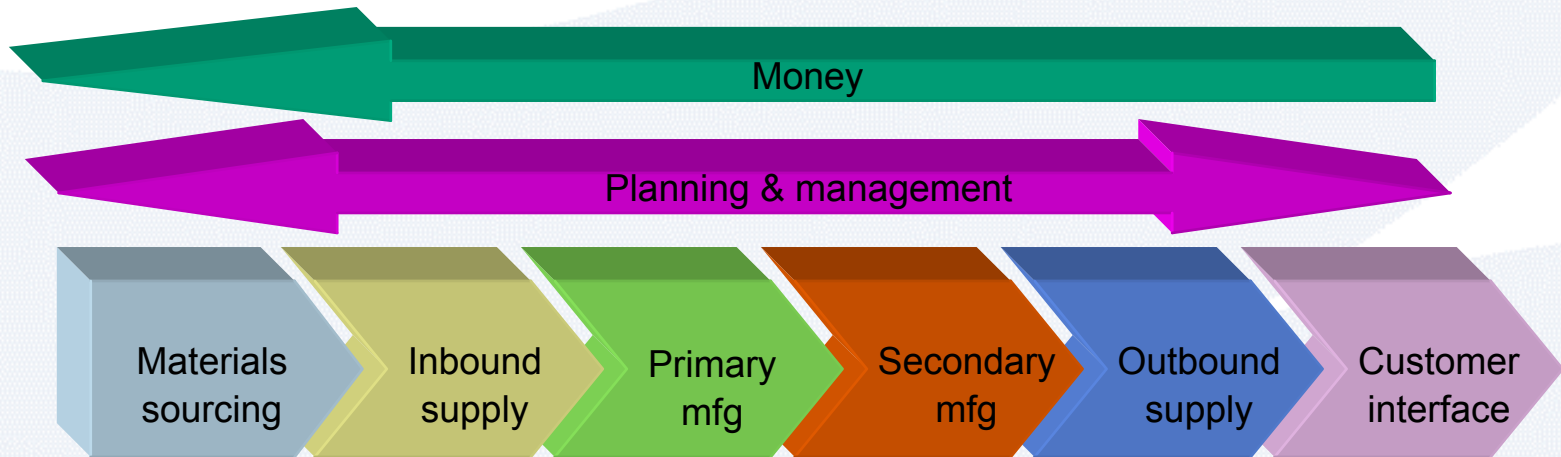 Money
Planning & management
Materials
sourcing
Inbound
supply
Primary
mfg
Secondary
mfg
Outbound
supply
Customer
interface